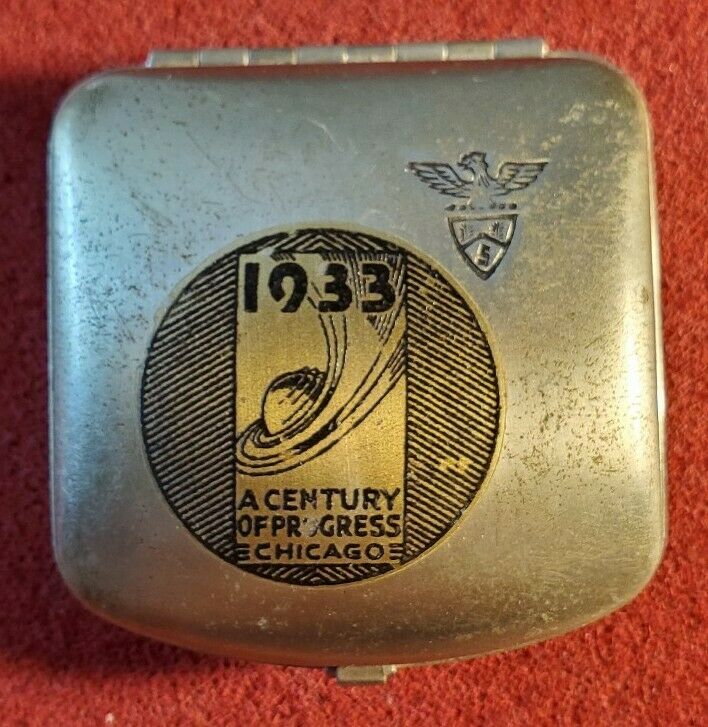 1933
A CENTURY
OF PROGRESS
CHICAGO
S